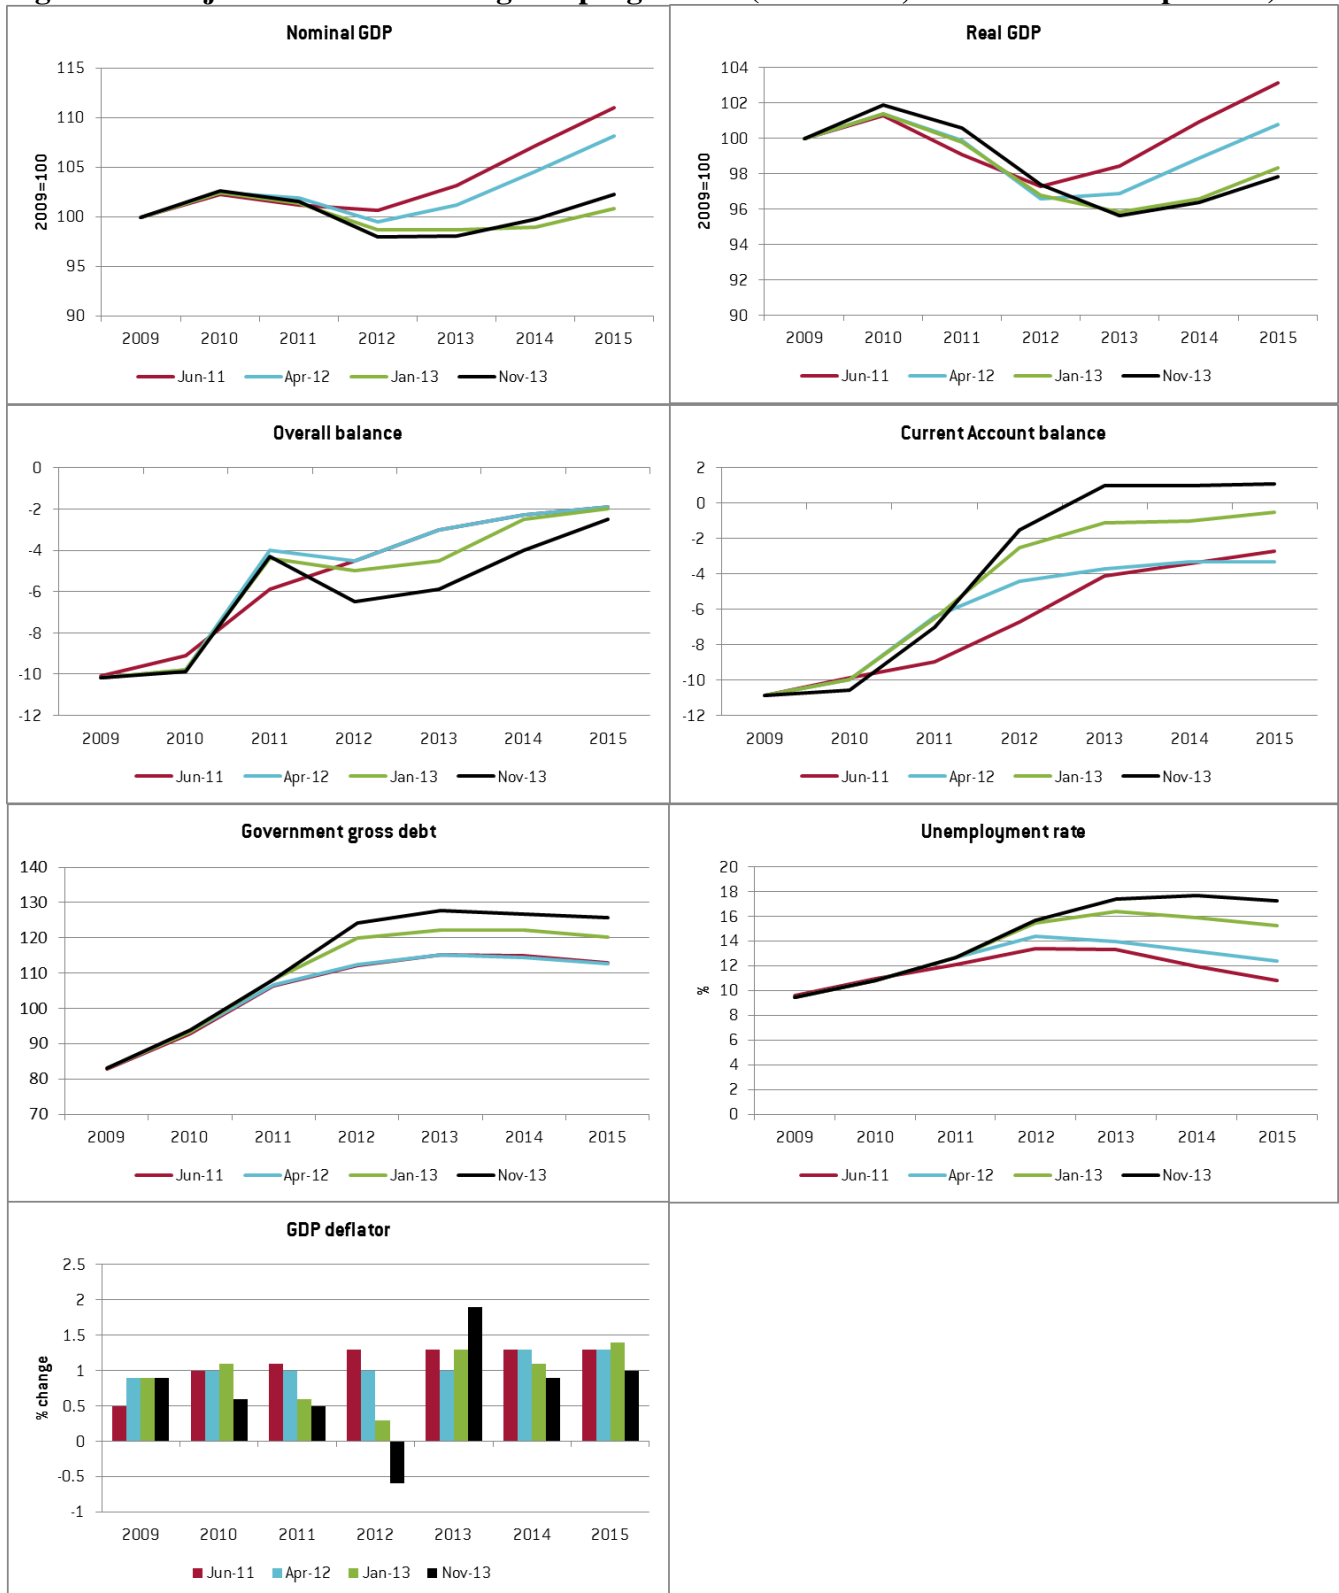 Nominal GDP
115
110
105
100
95
90
2009=100
2009 2010 2011 2012 2013 2014 2015
Jun-11 Apr-12 Jan-13 Nov-13
Real GDP
104
102
100
98
96
94
92
90
2009=100
2009 2010 2011 2012 2013 2014 2015
Jun-11 Apr-12 Jan-13 Nov-13
Overall balance
0
-2
-4
-6
-8
-10
-12
2009 2010 2011 2012 2013 2014 2015
Jun-11 Apr-12 Jan-13 Nov-13
Current Account balance
2
0
-2
-4
-6
-8
-10
-12
2009 2010 2011 2012 2013 2014 2015
Jun-11 Apr-12 Jan-13 Nov-13
Government gross debt
140
130
120
110
100
90
80
70
2009 2010 2011 2012 2013 2014 2015
Jun-11 Apr-12 Jan-13 Nov-13
Unemployment rate
20
18
16
14
12
10
8
6
4
2
0
%
2009 2010 2011 2012 2013 2014 2015
Jun-11 Apr-12 Jan-13 Nov-13
GDP deflator
2.5
2
1.5
1
0.5
0
-0.5
-1
% change
2009 2010 2011 2012 2013 2014 2015
Jun-11 Apr-12 Jan-13 Nov-13